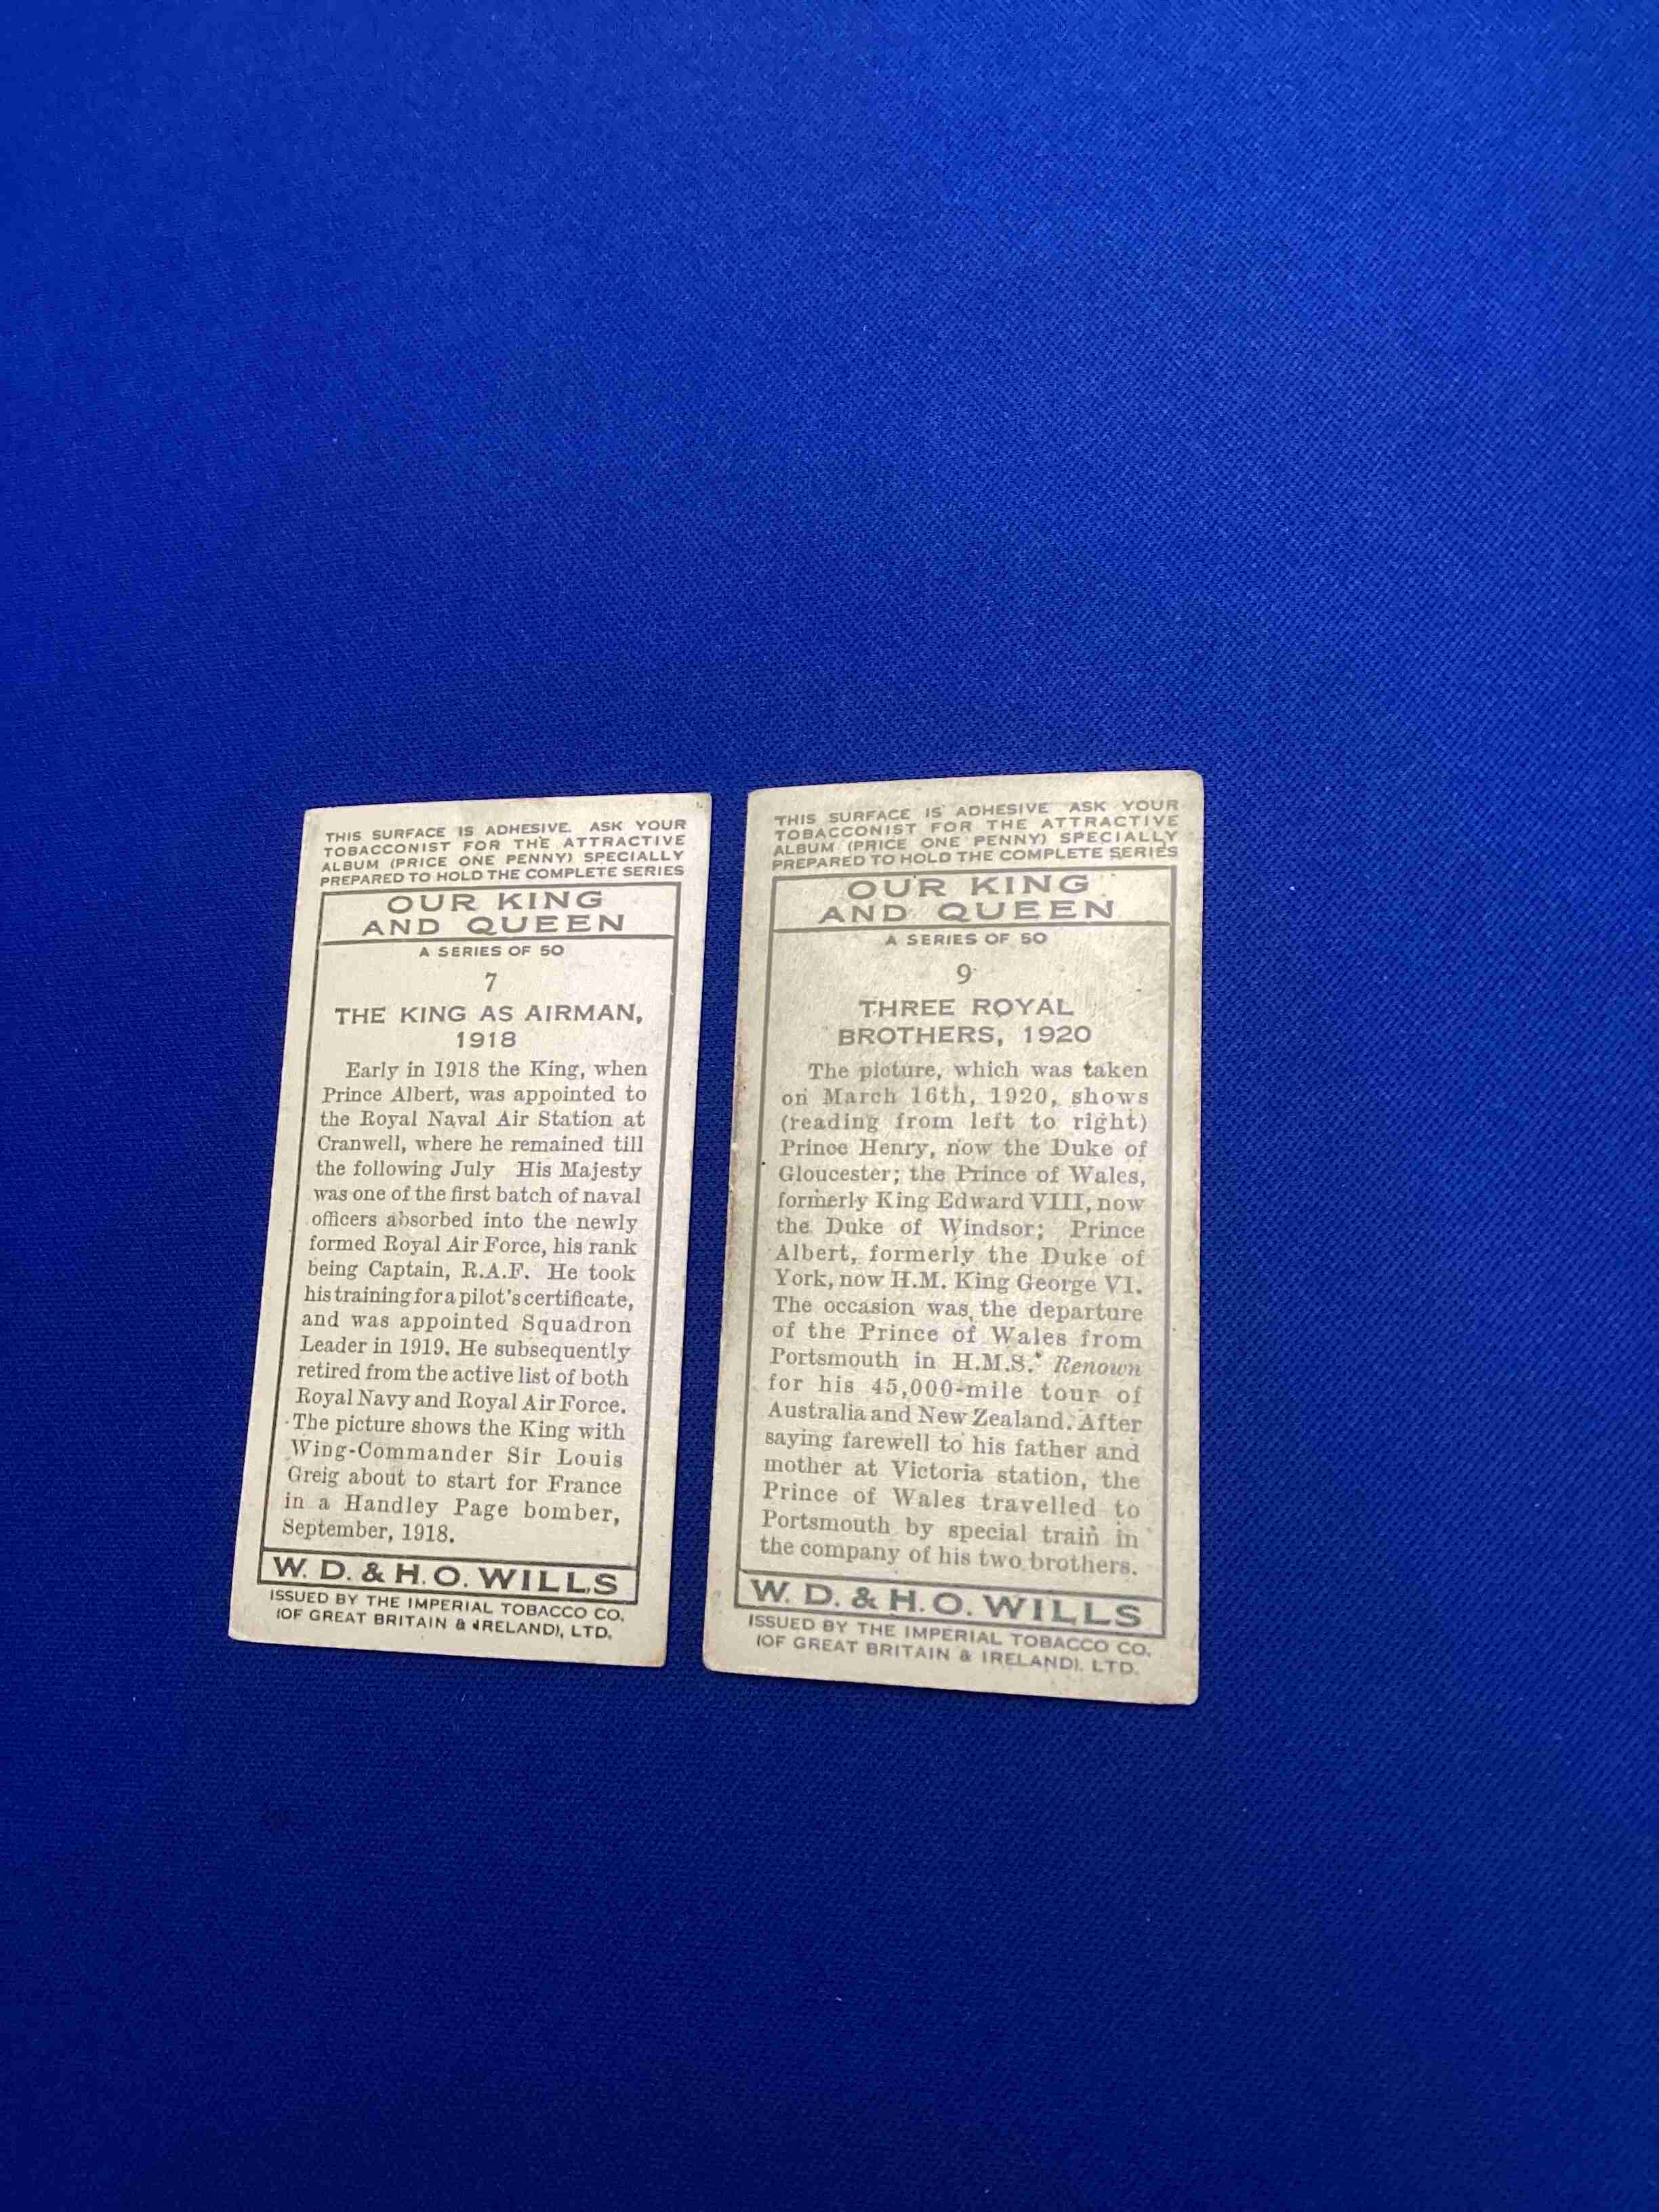 THIS SURFACE IS ADHESIVE. ASK YOUR
TOBACCONIST FOR THE ATTRACTIVE
ALBUM (PRICE ONE PENNY) SPECIALLY
PREPARED TO HOLD THE COMPLETE SERIES
OUR KING
AND QUEEN
A SERIES OF 50
7
THE KING AS AIRMAN,
1918
Early in 1918 the King, when
Prince Albert, was appointed to
the Royal Naval Air Station at
Cranwell, where he remained till
the following July His Majesty
was one of the first batch of naval
officers absorbed into the newly
formed Royal Air Force, his rank
being Captain, R.A.F. He took
his training for a pilot's certificate,
and was appointed Squadron
Leader in 1919. He subsequently
retired from the active list of both
Royal Navy and Royal Air Force.
The picture shows the King with
Wing-Commander Sir Louis
Greig about to start for France
in a Handley Page bomber,
September, 1918.
W. D. & H. O. WILLS
ISSUED BY THE IMPERIAL TOBACCO CO.
(OF GREAT BRITAIN & IRELAND), LTD.
THIS SURFACE IS ADHESIVE ASK YOUR
TOBACCONIST FOR THE ATTRACTIVE
ALBUM (PRICE ONE PENNY) SPECIALLY
PREPARED TO HOLD THE COMPLETE SERIES
OUR KING
AND QUEEN
A SERIES OF 50
9
THREE ROYAL
BROTHERS, 1920
The picture, which was taken
on March 16th, 1920, shows
(reading from left to right)
Prince Henry, now the Duke of
Gloucester; the Prince of Wales,
formerly King Edward VIII, now
the Duke of Windsor; Prince
Albert, formerly the Duke of
York, now H.M. King George VI.
The occasion was the departure
of the Prince of Wales from
Portsmouth in H.M.S. Renown
for his 45,000-mile tour of
Australia and New Zealand. After
saying farewell to his father and
mother at Victoria station, the
Prince of Wales travelled to
Portsmouth by special train in
the company of his two brothers.
W. D. & H. O. WILLS
ISSUED BY THE IMPERIAL TOBACCO CO.
(OF GREAT BRITAIN & IRELAND). LTD.